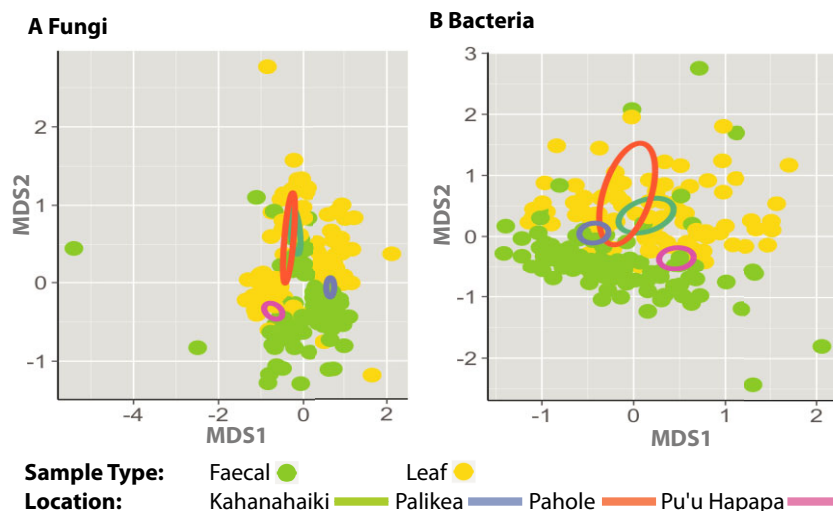 A Fungi
B Bacteria
MDS2
2
1
0
-1
-4
-2
0
2
MDS1
MDS2
3
2
1
0
-1
-2
-1
0
1
2
MDS1
Sample Type: Faecal Leaf
Location: Kahanahaiki Palikea Pahole Pu'u Hapapa